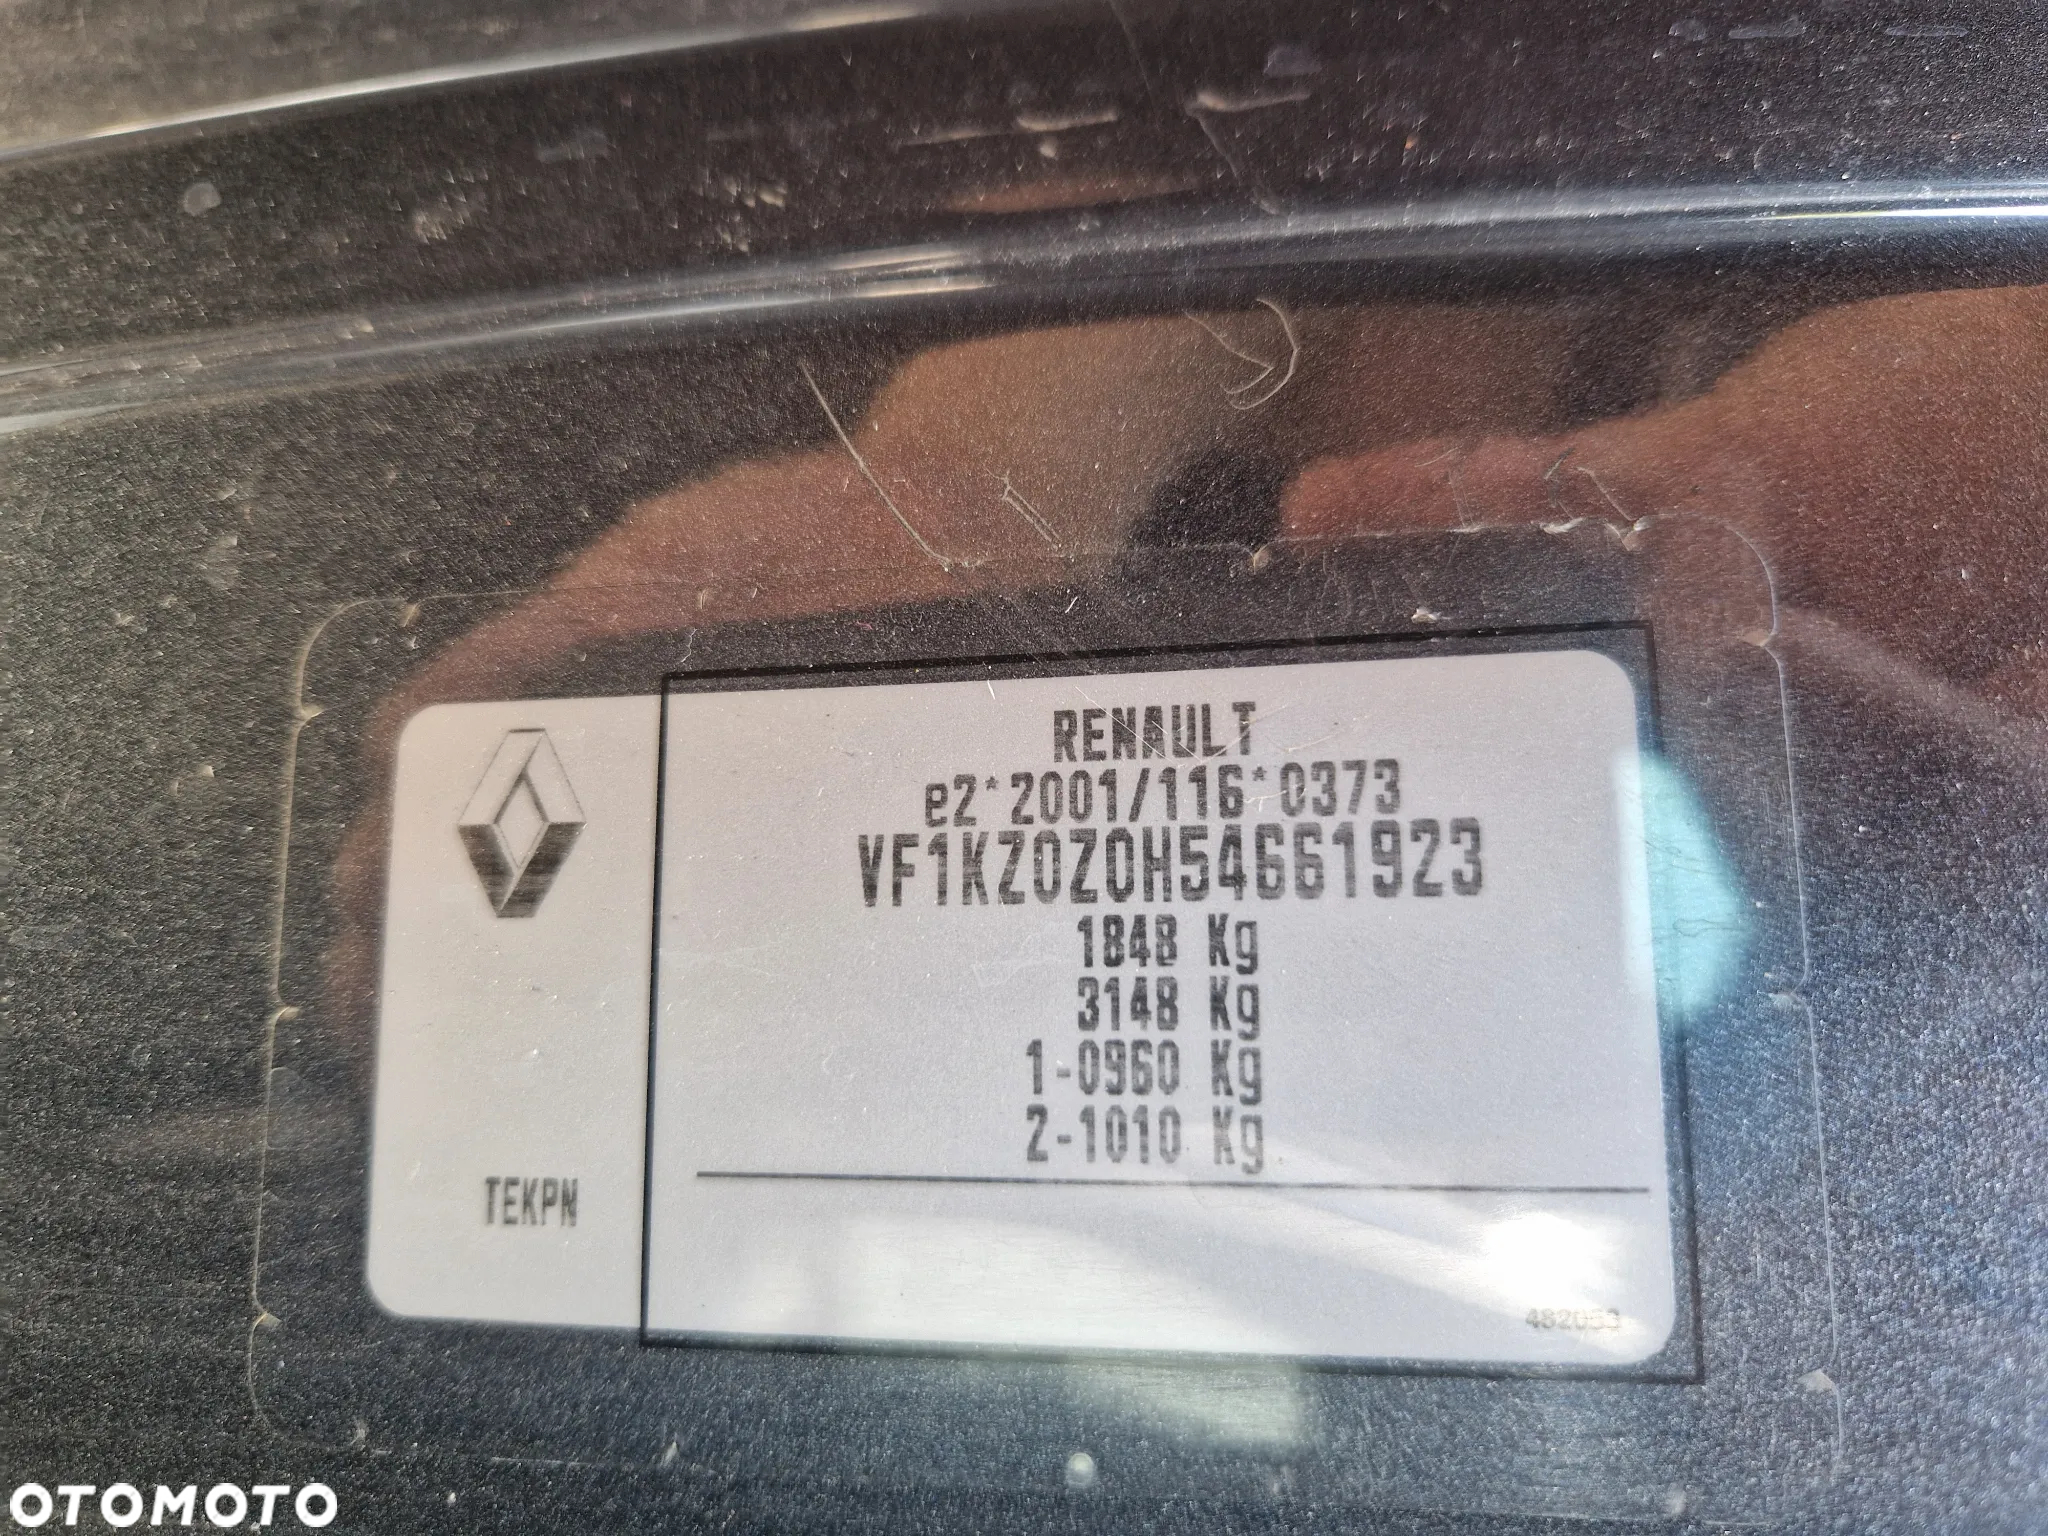 RENAULT
e2*2001/116*0373
VF1KZ0Z0H54661923
1848 Kg
3148 Kg
1-0960 Kg
2-1010 Kg
TEKPN
482053
OTOMOTO